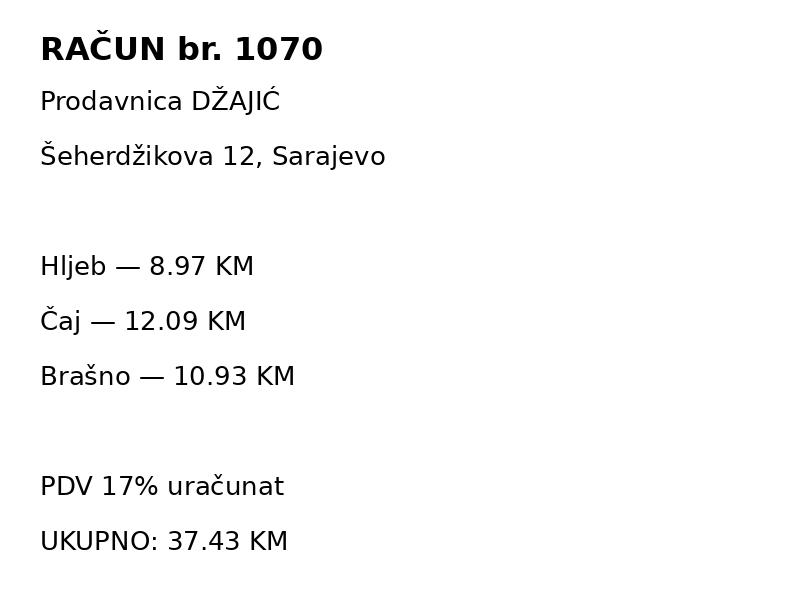 RAČUN br. 1070
Prodavnica DŽAJIĆ
Šeherdžikova 12, Sarajevo
Hljeb — 8.97 KM
Čaj — 12.09 KM
Brašno — 10.93 KM
PDV 17% uračunat
UKUPNO: 37.43 KM